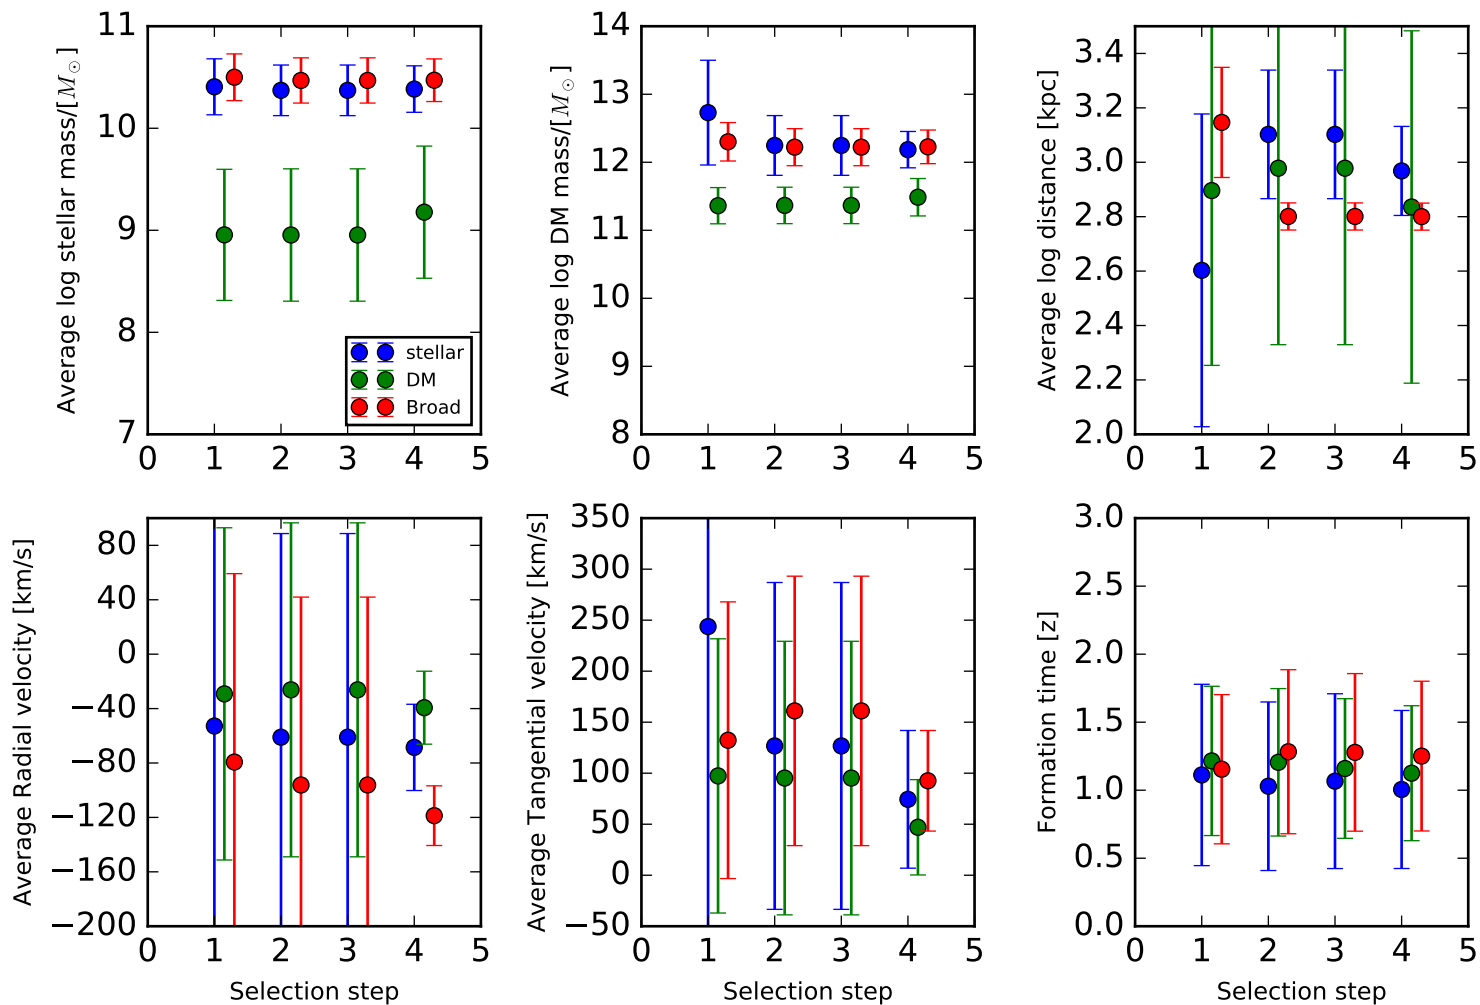 Average log stellar mass/[M⊙]
11
10
9
8
7
0 1 2 3 4 5
stellar
DM
Broad
Average log DM mass/[M⊙]
14
13
12
11
10
9
8
0 1 2 3 4 5
Average log distance [kpc]
3.4
3.2
3.0
2.8
2.6
2.4
2.2
2.0
0 1 2 3 4 5
Average Radial velocity [km/s]
80
40
0
−40
−80
−120
−160
−200
0 1 2 3 4 5
Selection step
Average Tangential velocity [km/s]
350
300
250
200
150
100
50
0
−50
0 1 2 3 4 5
Selection step
Formation time [z]
3.0
2.5
2.0
1.5
1.0
0.5
0.0
0 1 2 3 4 5
Selection step